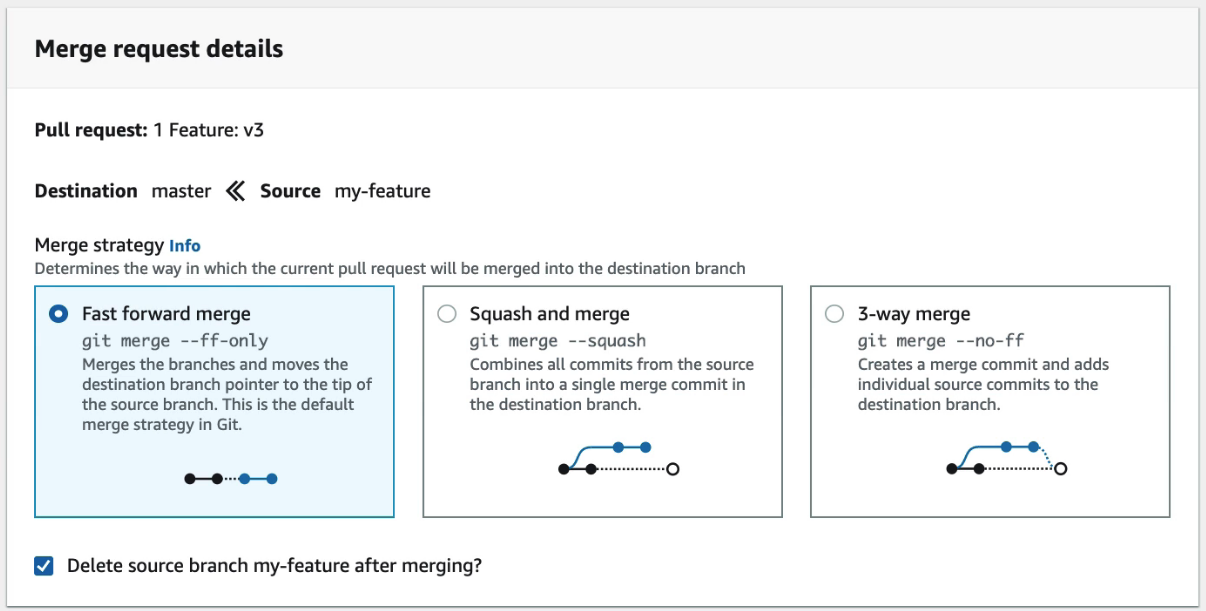 Merge request details
Pull request: 1 Feature: v3
Destination master Source my-feature
Merge strategy Info
Determines the way in which the current pull request will be merged into the destination branch
Fast forward merge
git merge --ff-only
Merges the branches and moves the
destination branch pointer to the tip of
the source branch. This is the default
merge strategy in Git.
Squash and merge
git merge --squash
Combines all commits from the source
branch into a single merge commit in
the destination branch.
3-way merge
git merge --no-ff
Creates a merge commit and adds
individual source commits to the
destination branch.
Delete source branch my-feature after merging?